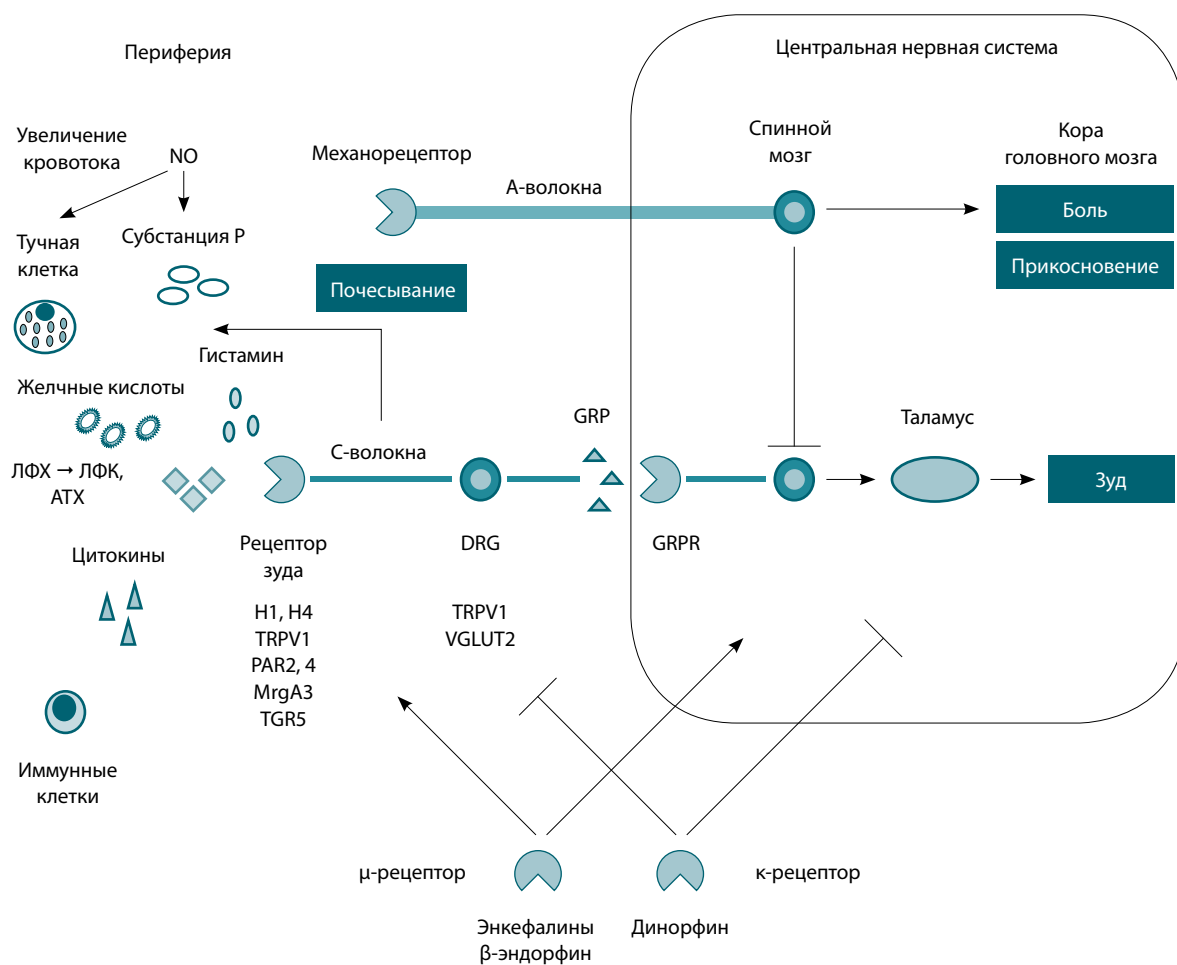 Периферия
Центральная нервная система
Увеличение
кровотока
NO
Механорецептор
А-волокна
Спинной
мозг
Кора
головного мозга
Боль
Прикосновение
Тучная
клетка
Субстанция Р
Почесывание
Гистамин
Желчные кислоты
ЛФХ → ЛФК,
АТХ
С-волокна
GRP
Таламус
Зуд
Цитокины
Рецептор
зуда
DRG
GRPR
H1, H4
TRPV1
PAR2, 4
MrgA3
TGR5
TRPV1
VGLUT2
Иммунные
клетки
μ-рецептор
κ-рецептор
Энкефалины
β-эндорфин
Динорфин